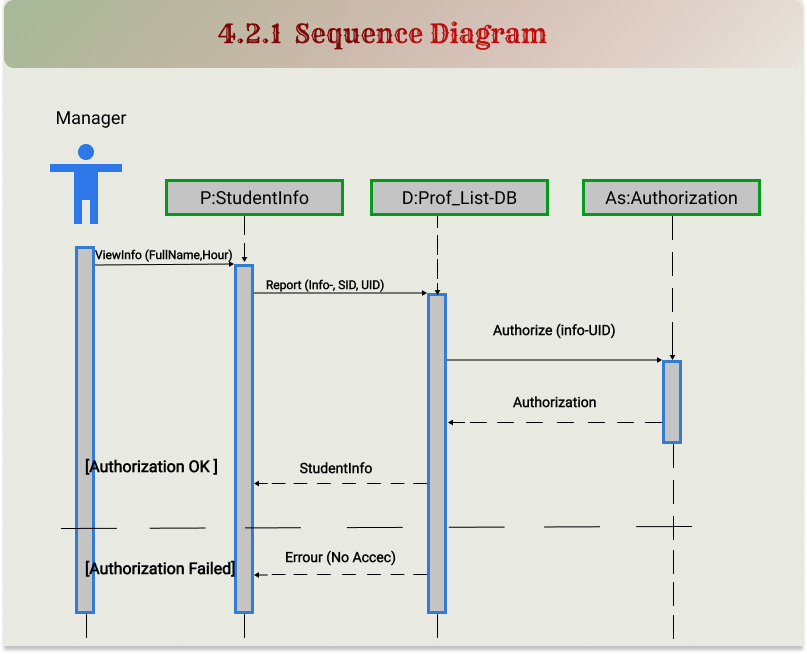 4.2.1 Sequence Diagram
Manager
P:StudentInfo
D:Prof_List-DB
As:Authorization
ViewInfo (FullName,Hour)
Report (Info-, SID, UID)
Authorize (info-UID)
Authorization
[Authorization OK ]
StudentInfo
[Authorization Failed]
Errour (No Accec)